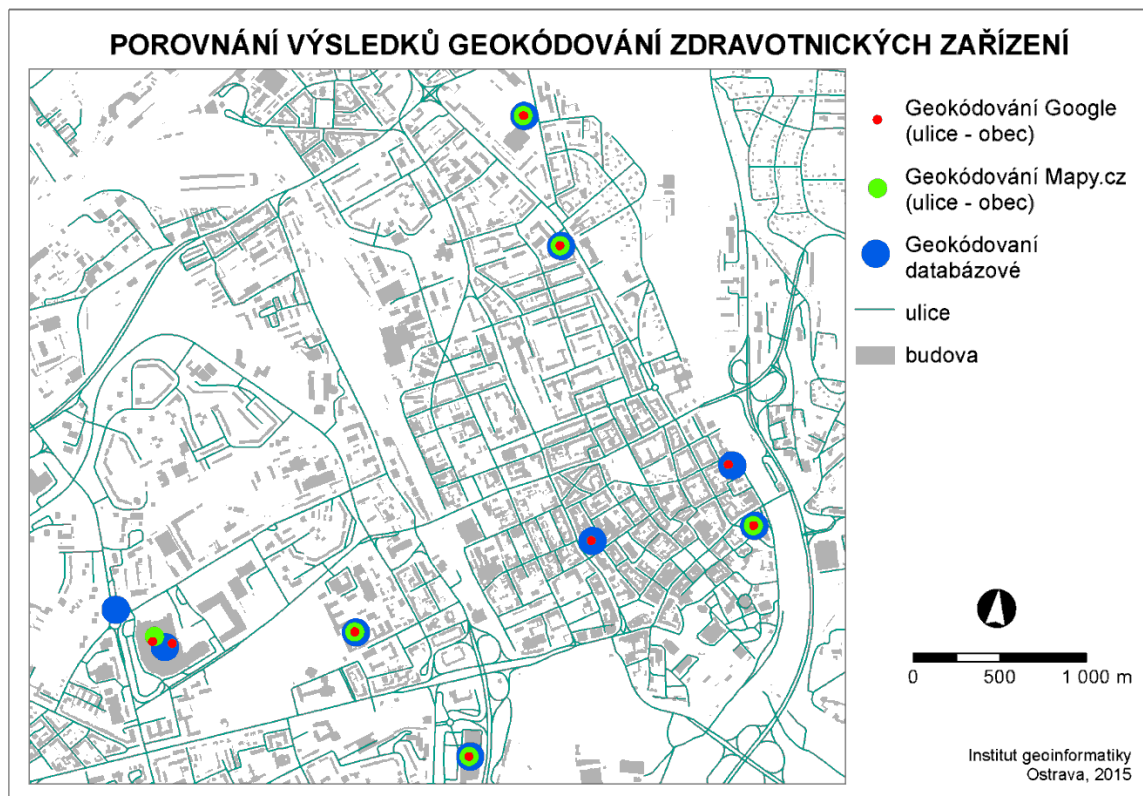 POROVNÁNÍ VÝSLEDKŮ GEOKÓDOVÁNÍ ZDRAVOTNICKÝCH ZAŘÍZENÍ
Geokódování Google
(ulice - obec)
Geokódování Mapy.cz
(ulice - obec)
Geokódovaní
databázové
ulice
budova
0 500 1 000 m
Institut geoinformatiky
Ostrava, 2015